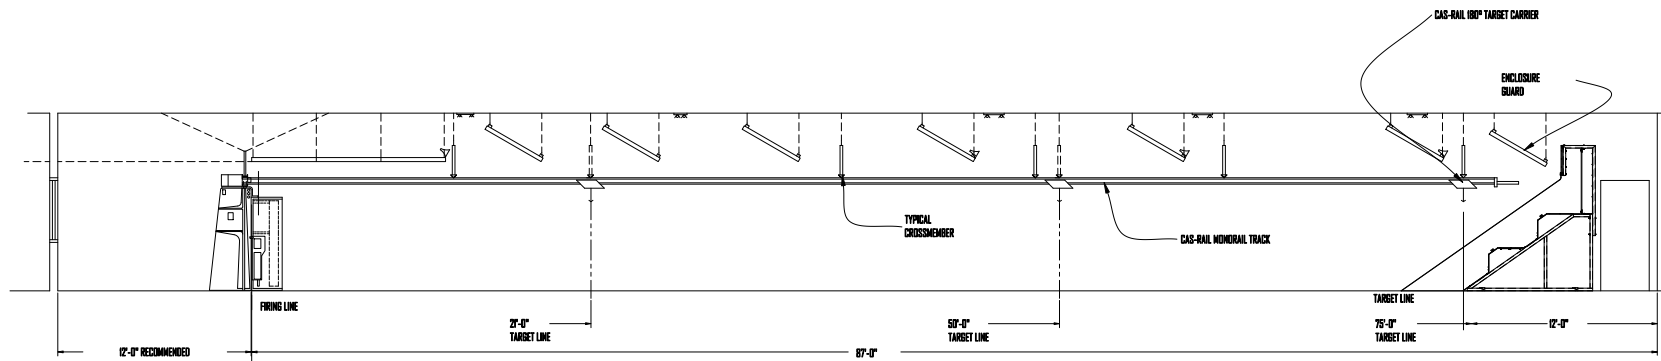 CAS-RAIL 180° TARGET CARRIER
ENCLOSURE
GUARD
TYPICAL
CROSSMEMBER
CAS-RAIL MONORAIL TRACK
FIRING LINE
TARGET LINE
21'-0"
TARGET LINE
50'-0"
TARGET LINE
75'-0"
TARGET LINE
12'-0"
12'-0" RECOMMENDED
87'-0"